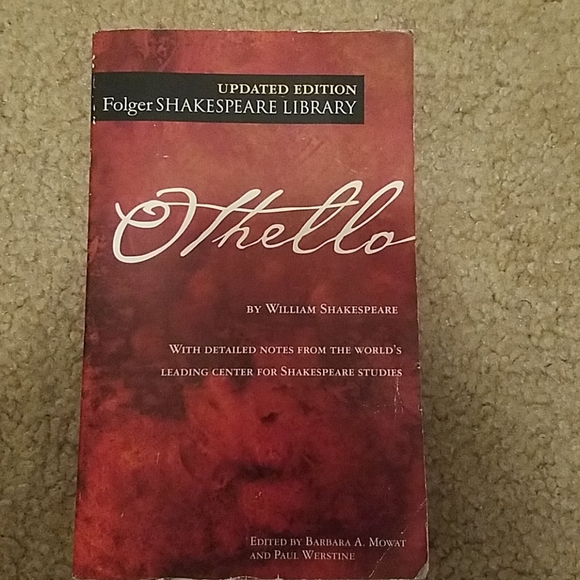 UPDATED EDITION
Folger SHAKESPEARE LIBRARY
Othello
BY WILLIAM SHAKESPEARE
WITH DETAILED NOTES FROM THE WORLD'S
LEADING CENTER FOR SHAKESPEARE STUDIES
EDITED BY BARBARA A. MOWAT
AND PAUL WERSTINE